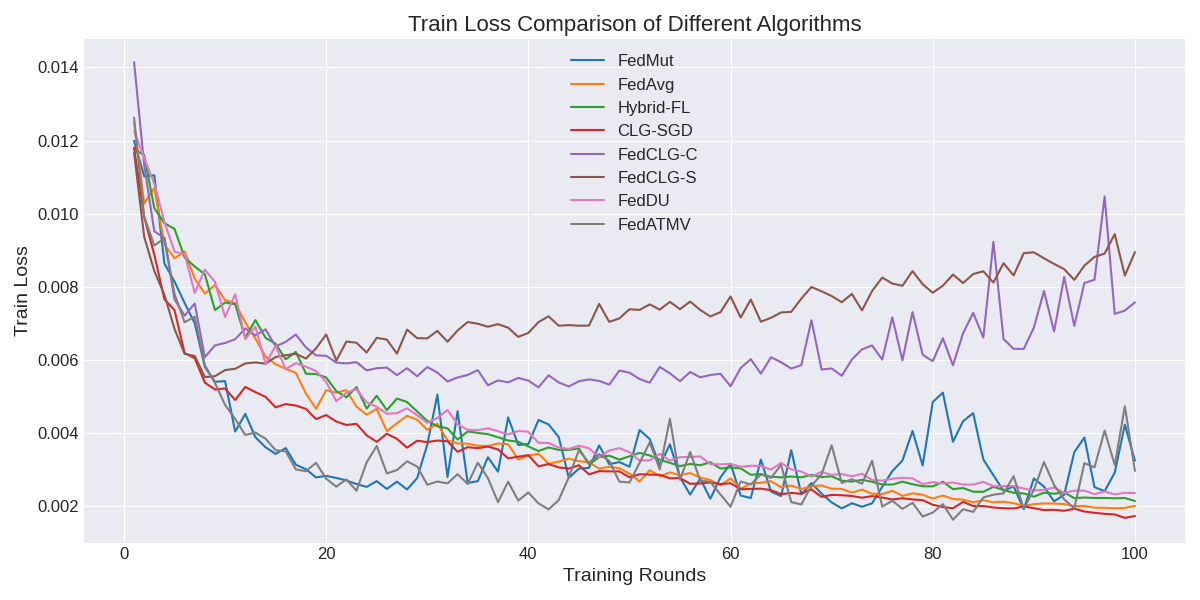 Train Loss Comparison of Different Algorithms
FedMut
FedAvg
Hybrid-FL
CLG-SGD
FedCLG-C
FedCLG-S
FedDU
FedATMV
Train Loss
0.014
0.012
0.010
0.008
0.006
0.004
0.002
0 20 40 60 80 100
Training Rounds